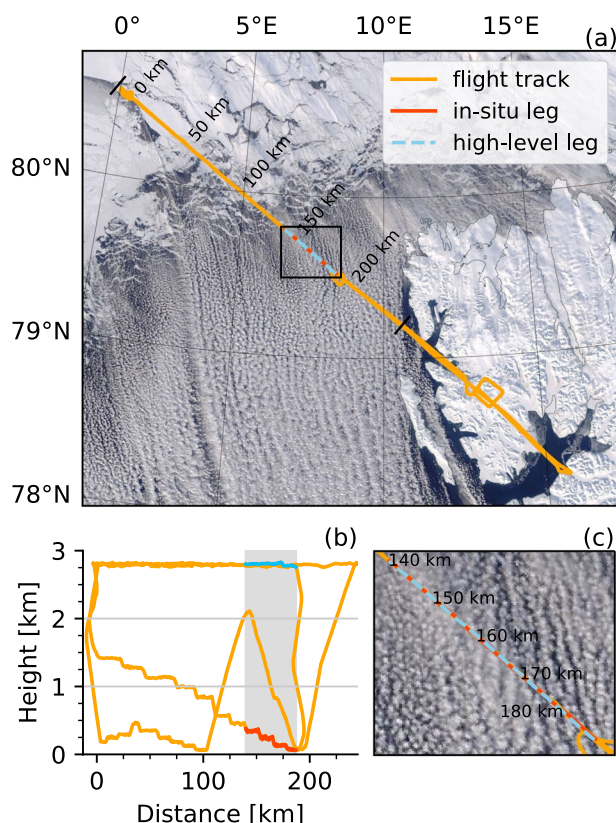 0° 5°E 10°E 15°E
(a)
flight track
in-situ leg
high-level leg
80°N
79°N
78°N
0 km
50 km
100 km
150 km
200 km
(b)
3
2
1
0
Height [km]
0 100 200
Distance [km]
(c)
140 km
150 km
160 km
170 km
180 km